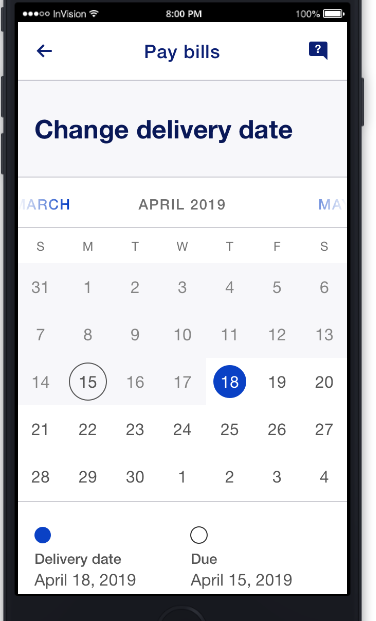 InVision 8:00 PM 100%
Pay bills
?
Change delivery date
MARCH APRIL 2019 MA
S M T W T F S
31 1 2 3 4 5 6
7 8 9 10 11 12 13
14 15 16 17 18 19 20
21 22 23 24 25 26 27
28 29 30 1 2 3 4
Delivery date Due
April 18, 2019 April 15, 2019